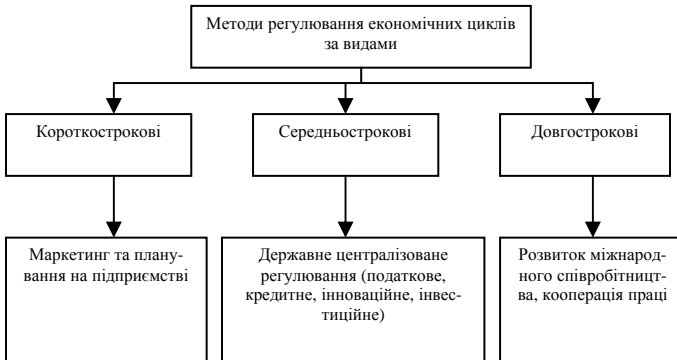 Методи регулювання економічних циклів
за видами
Короткострокові
Середньострокові
Довгострокові
Маркетинг та плану-
вання на підприємстві
Державне централізоване
регулювання (податкове,
кредитне, інноваційне, інвес-
тиційне)
Розвиток міжнарод-
ного співробітницт-
ва, кооперація праці